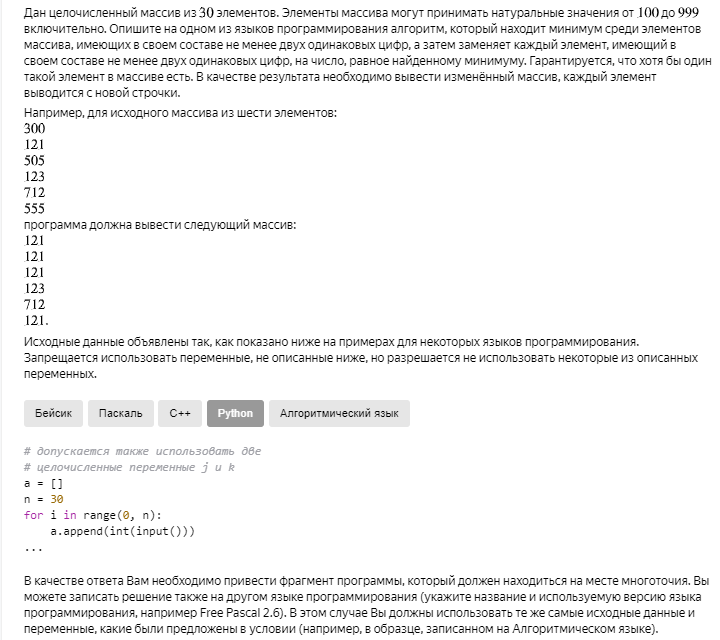 Дан целочисленный массив из 30 элементов. Элементы массива могут принимать натуральные значения от 100 до 999
включительно. Опишите на одном из языков программирования алгоритм, который находит минимум среди элементов
массива, имеющих в своем составе не менее двух одинаковых цифр, а затем заменяет каждый элемент, имеющий в
своем составе не менее двух одинаковых цифр, на число, равное найденному минимуму. Гарантируется, что хотя бы один
такой элемент в массиве есть. В качестве результата необходимо вывести изменённый массив, каждый элемент
выводится с новой строчки.
Например, для исходного массива из шести элементов:
300
121
505
123
712
555
программа должна вывести следующий массив:
121
121
121
123
712
121.
Исходные данные объявлены так, как показано ниже на примерах для некоторых языков программирования.
Запрещается использовать переменные, не описанные ниже, но разрешается не использовать некоторые из описанных
переменных.
Бейсик Паскаль C++ Python Алгоритмический язык
# допускается также использовать две
# целочисленные переменные j и k
a = []
n = 30
for i in range(0, n):
    a.append(int(input()))
...
В качестве ответа Вам необходимо привести фрагмент программы, который должен находиться на месте многоточия. Вы
можете записать решение также на другом языке программирования (укажите название и используемую версию языка
программирования, например Free Pascal 2.6). В этом случае Вы должны использовать те же самые исходные данные и
переменные, какие были предложены в условии (например, в образце, записанном на Алгоритмическом языке).